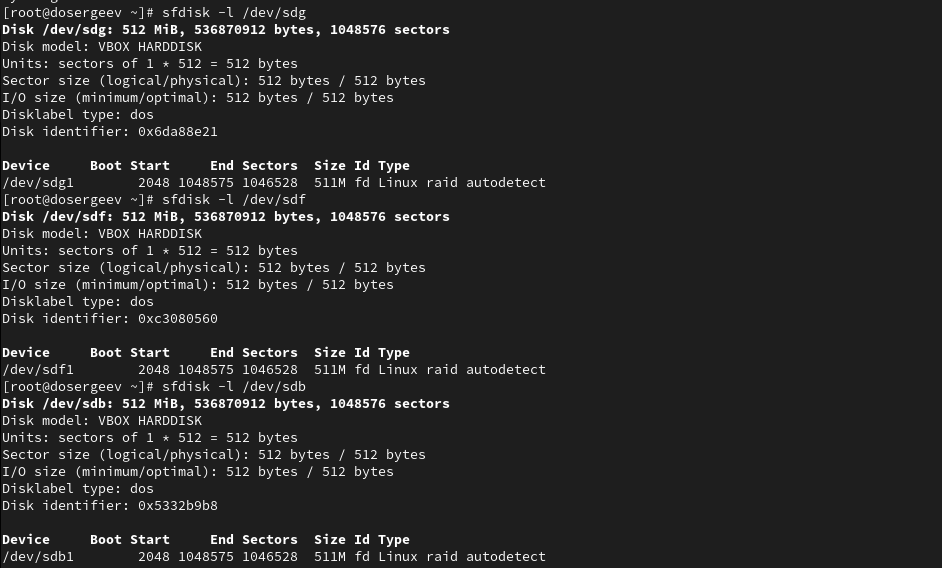 [root@dosergeev ~]# sfdisk -l /dev/sdg
Disk /dev/sdg: 512 MiB, 536870912 bytes, 1048576 sectors
Disk model: VBOX HARDDISK
Units: sectors of 1 * 512 = 512 bytes
Sector size (logical/physical): 512 bytes / 512 bytes
I/O size (minimum/optimal): 512 bytes / 512 bytes
Disklabel type: dos
Disk identifier: 0x6da88e21
Device     Boot Start     End Sectors  Size Id Type
/dev/sdg1        2048 1048575 1046528  511M fd Linux raid autodetect
[root@dosergeev ~]# sfdisk -l /dev/sdf
Disk /dev/sdf: 512 MiB, 536870912 bytes, 1048576 sectors
Disk model: VBOX HARDDISK
Units: sectors of 1 * 512 = 512 bytes
Sector size (logical/physical): 512 bytes / 512 bytes
I/O size (minimum/optimal): 512 bytes / 512 bytes
Disklabel type: dos
Disk identifier: 0xc3080560
Device     Boot Start     End Sectors  Size Id Type
/dev/sdf1        2048 1048575 1046528  511M fd Linux raid autodetect
[root@dosergeev ~]# sfdisk -l /dev/sdb
Disk /dev/sdb: 512 MiB, 536870912 bytes, 1048576 sectors
Disk model: VBOX HARDDISK
Units: sectors of 1 * 512 = 512 bytes
Sector size (logical/physical): 512 bytes / 512 bytes
I/O size (minimum/optimal): 512 bytes / 512 bytes
Disklabel type: dos
Disk identifier: 0x5332b9b8
Device     Boot Start     End Sectors  Size Id Type
/dev/sdb1        2048 1048575 1046528  511M fd Linux raid autodetect